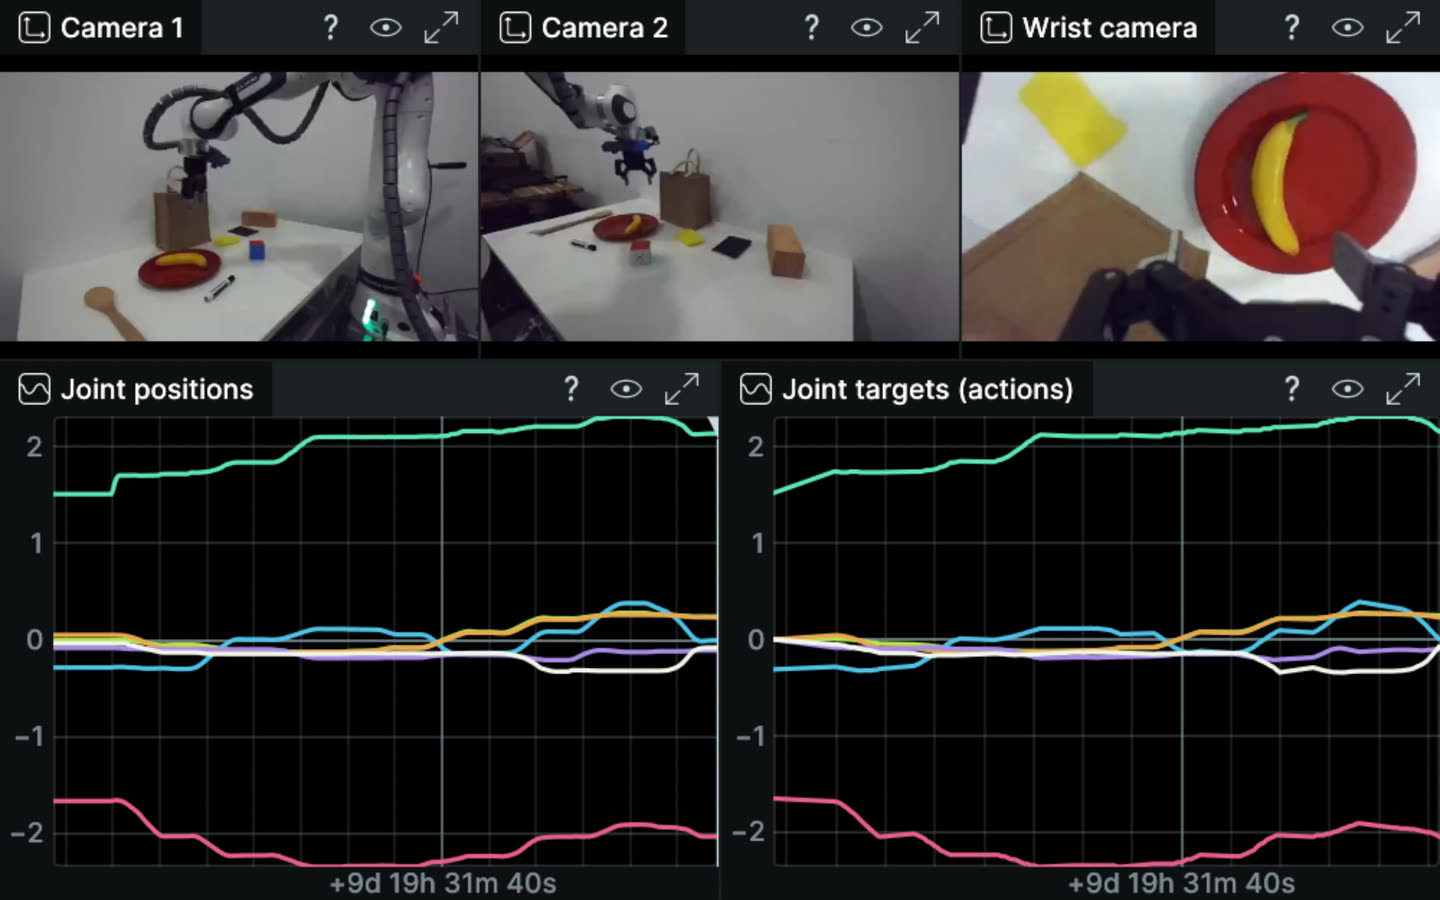 Camera 1 ?
Camera 2 ?
Wrist camera ?
Joint positions ?
2
1
0
−1
−2
+9d 19h 31m 40s
Joint targets (actions) ?
2
1
0
−1
−2
+9d 19h 31m 40s